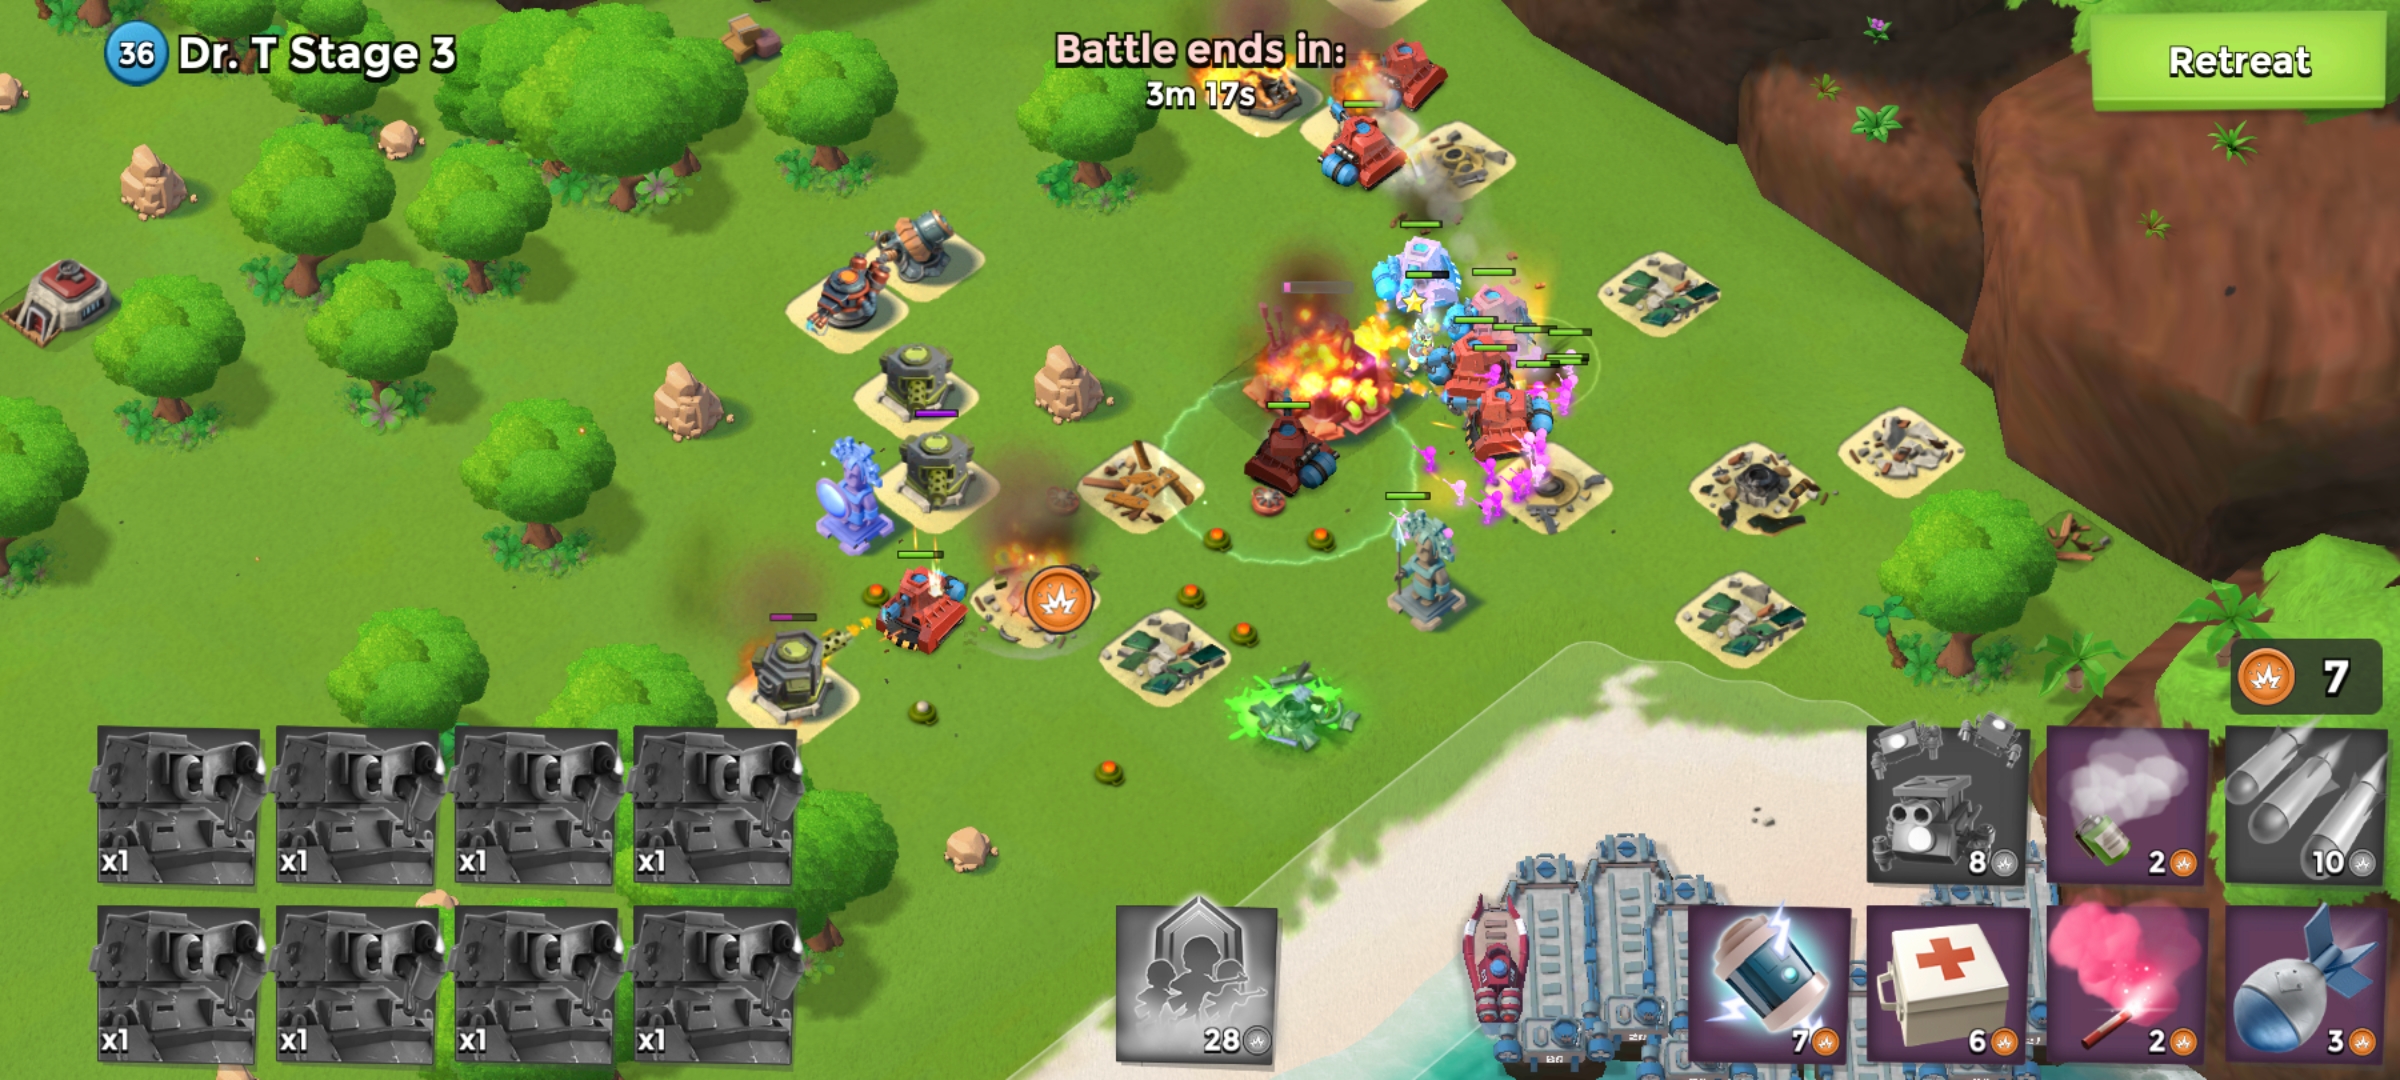 36 Dr. T Stage 3
Battle ends in:
3m 17s
Retreat
7
x1 x1 x1 x1
8 2 10
x1 x1 x1 x1
28 7 6 2 3